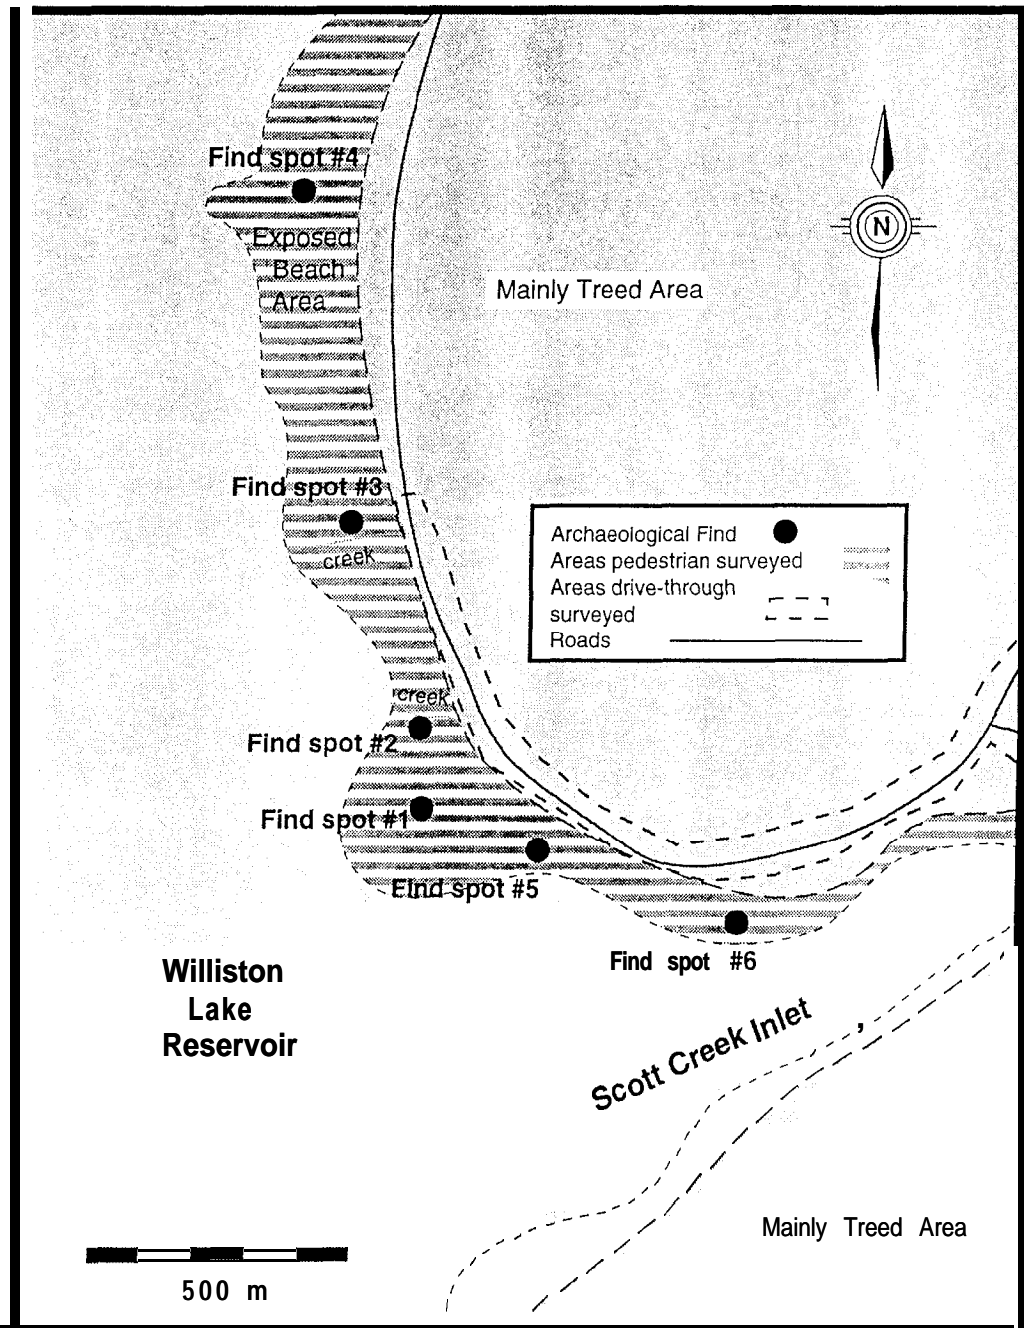 Find spot #4
Exposed
Beach
Area
N
Mainly Treed Area
Find spot #3
creek
Archaeological Find
Areas pedestrian surveyed
Areas drive-through
surveyed
Roads
creek
Find spot #2
Find spot #1
Find spot #5
Find spot #6
Williston
Lake
Reservoir
Scott Creek Inlet
Mainly Treed Area
500 m